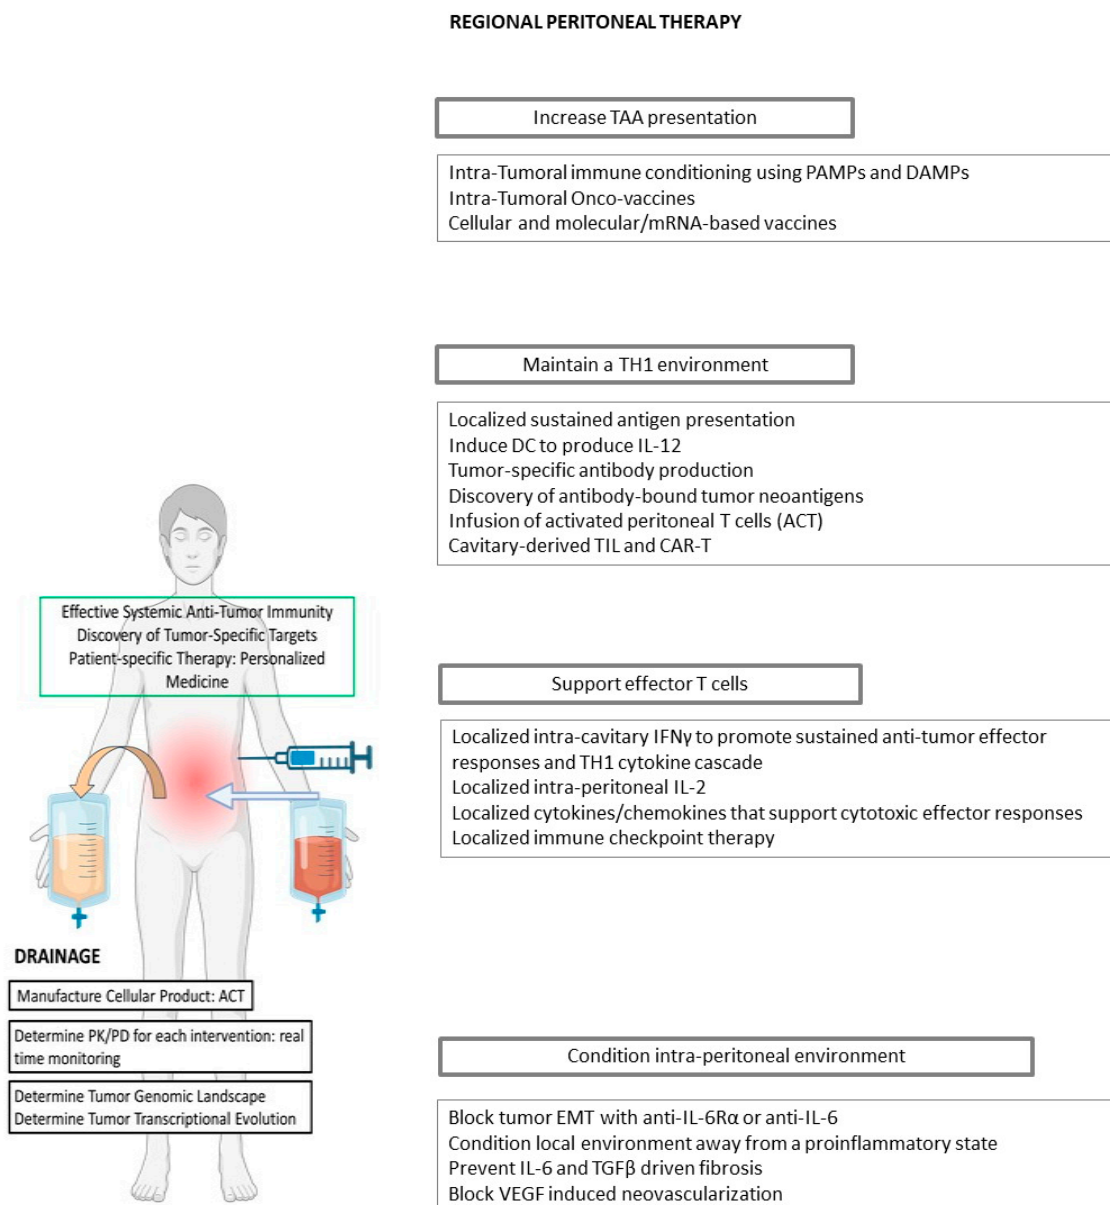 REGIONAL PERITONEAL THERAPY
Increase TAA presentation
Intra-Tumoral immune conditioning using PAMPs and DAMPs
Intra-Tumoral Onco-vaccines
Cellular and molecular/mRNA-based vaccines
Maintain a TH1 environment
Localized sustained antigen presentation
Induce DC to produce IL-12
Tumor-specific antibody production
Discovery of antibody-bound tumor neoantigens
Infusion of activated peritoneal T cells (ACT)
Cavitary-derived TIL and CAR-T
Effective Systemic Anti-Tumor Immunity
Discovery of Tumor-Specific Targets
Patient-specific Therapy: Personalized
Medicine
Support effector T cells
Localized intra-cavitary IFNγ to promote sustained anti-tumor effector
responses and TH1 cytokine cascade
Localized intra-peritoneal IL-2
Localized cytokines/chemokines that support cytotoxic effector responses
Localized immune checkpoint therapy
DRAINAGE
Manufacture Cellular Product: ACT
Determine PK/PD for each intervention: real
time monitoring
Determine Tumor Genomic Landscape
Determine Tumor Transcriptional Evolution
Condition intra-peritoneal environment
Block tumor EMT with anti-IL-6Rα or anti-IL-6
Condition local environment away from a proinflammatory state
Prevent IL-6 and TGFβ driven fibrosis
Block VEGF induced neovascularization